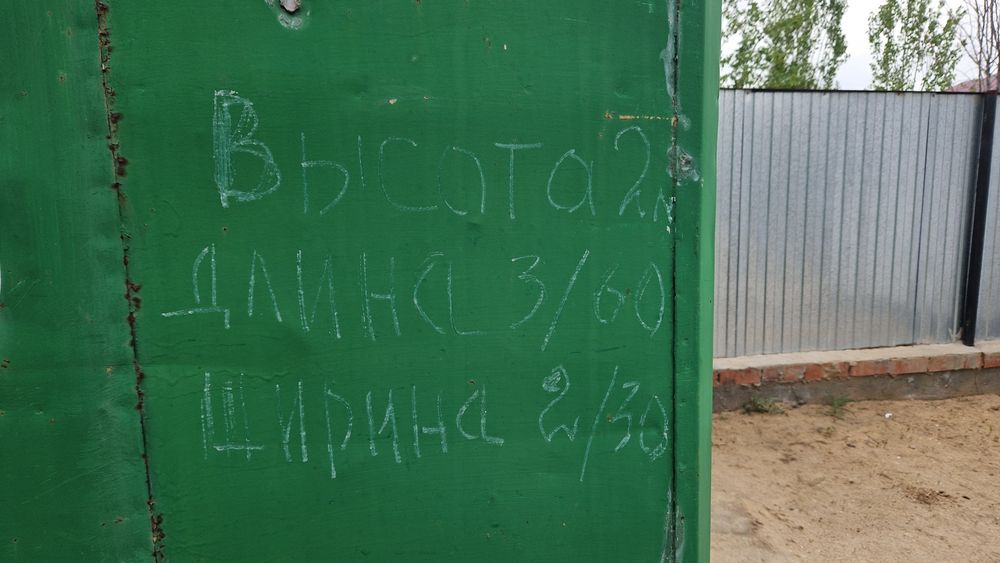 Высота 2м
длина 3/60
ширина 2/30